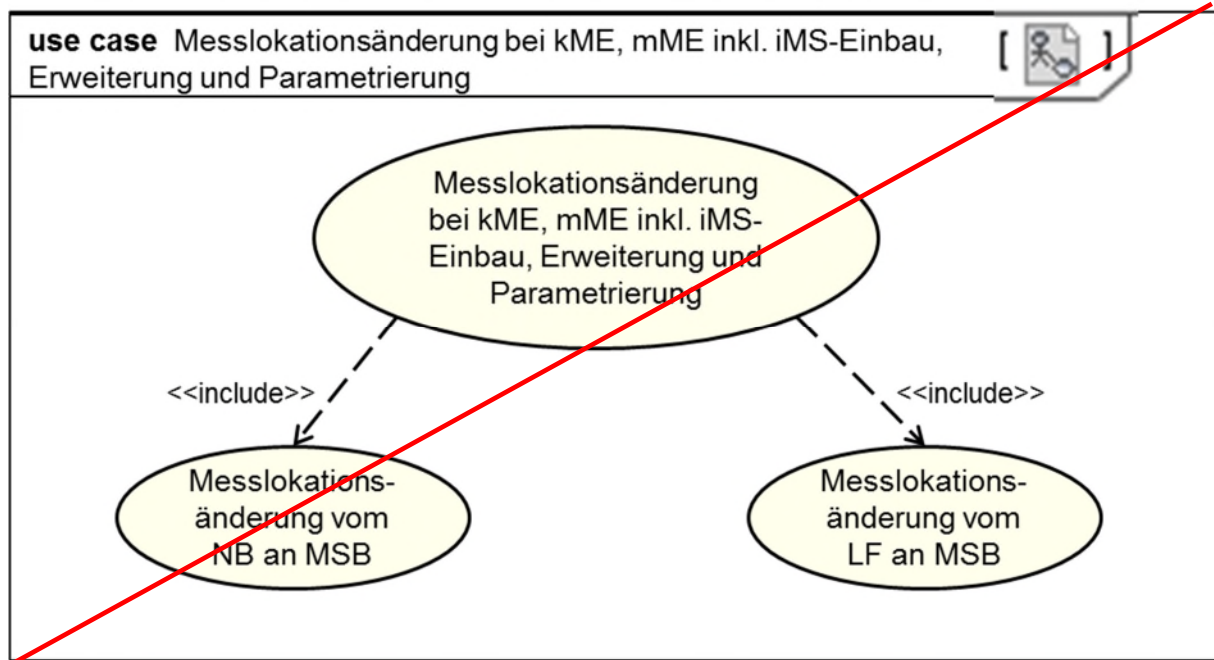 use case Messlokationsänderung bei kME, mME inkl. iMS-Einbau,
Erweiterung und Parametrierung
[ ]
Messlokationsänderung
bei kME, mME inkl. iMS-
Einbau, Erweiterung und
Parametrierung
<<include>>
<<include>>
Messlokations-
änderung vom
NB an MSB
Messlokations-
änderung vom
LF an MSB